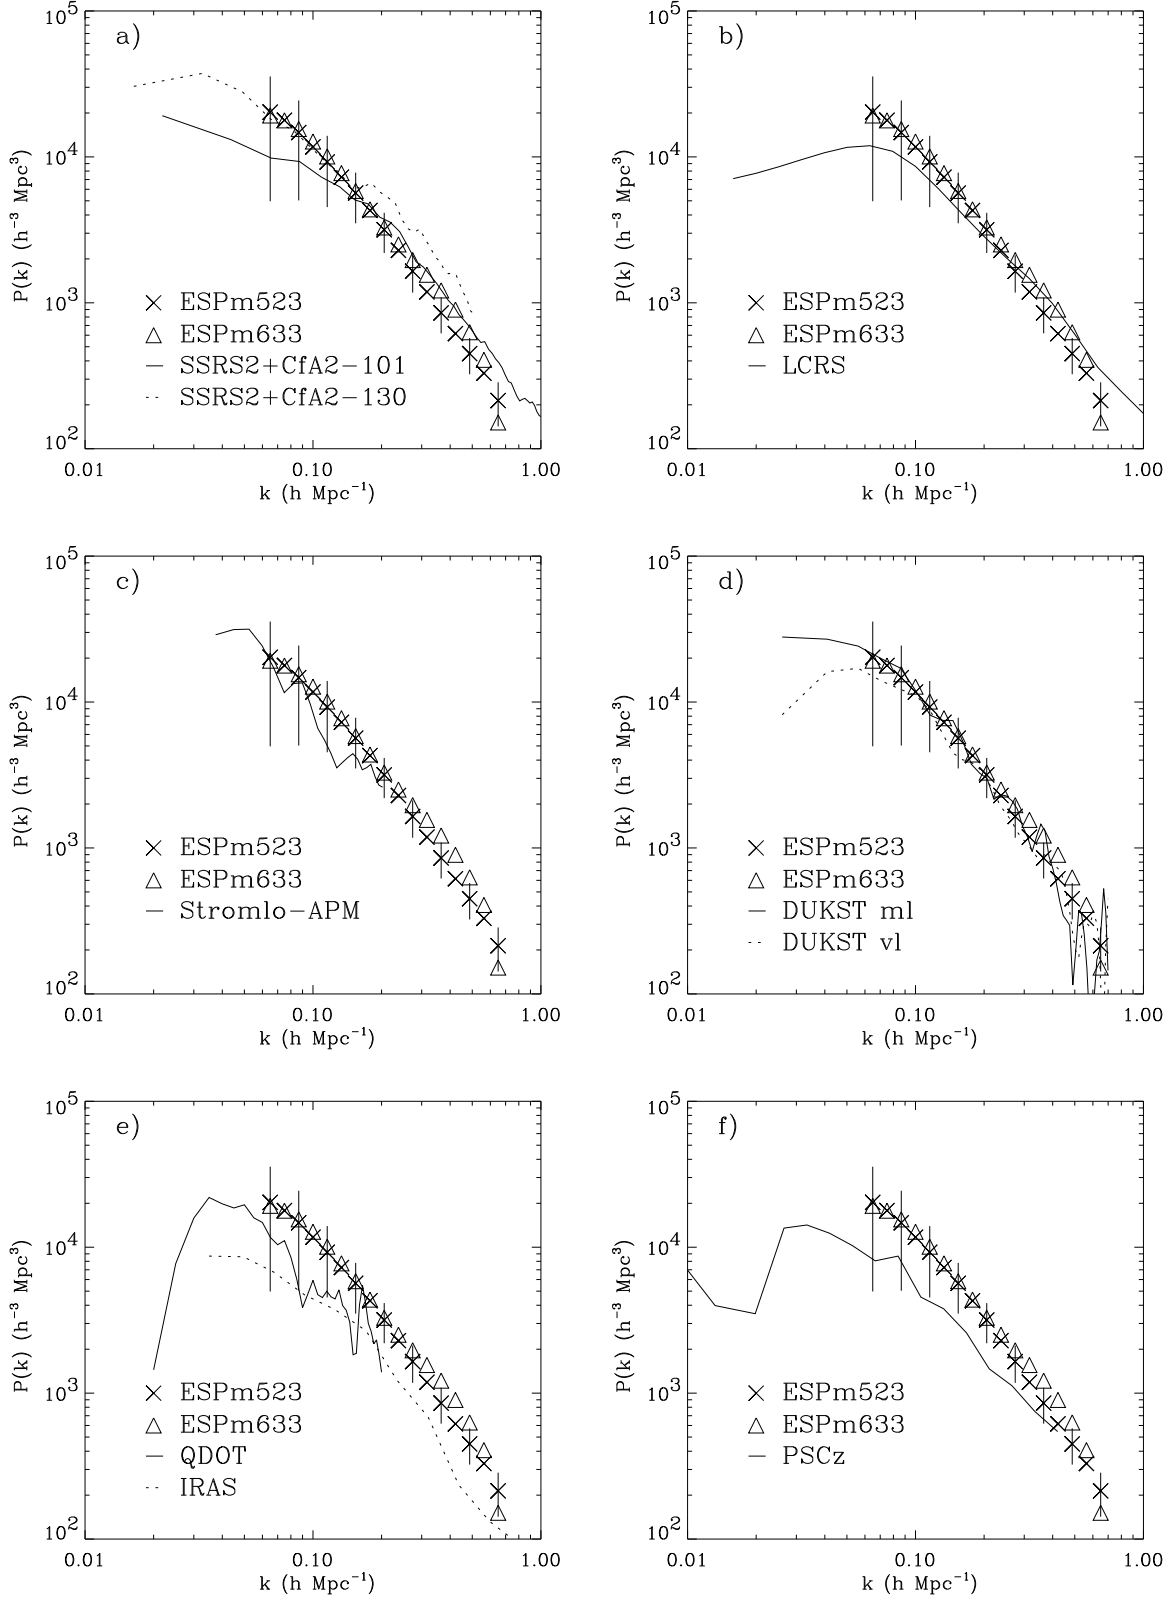 a)
10^5
10^4
10^3
10^2
P(k) (h^-3 Mpc^3)
ESPm523
ESPm633
SSRS2+CfA2-101
SSRS2+CfA2-130
0.01 0.10 1.00
k (h Mpc^-1)
b)
10^5
10^4
10^3
10^2
P(k) (h^-3 Mpc^3)
ESPm523
ESPm633
LCRS
0.01 0.10 1.00
k (h Mpc^-1)
c)
10^5
10^4
10^3
10^2
P(k) (h^-3 Mpc^3)
ESPm523
ESPm633
Stromlo-APM
0.01 0.10 1.00
k (h Mpc^-1)
d)
10^5
10^4
10^3
10^2
P(k) (h^-3 Mpc^3)
ESPm523
ESPm633
DUKST ml
DUKST vl
0.01 0.10 1.00
k (h Mpc^-1)
e)
10^5
10^4
10^3
10^2
P(k) (h^-3 Mpc^3)
ESPm523
ESPm633
QDOT
IRAS
0.01 0.10 1.00
k (h Mpc^-1)
f)
10^5
10^4
10^3
10^2
P(k) (h^-3 Mpc^3)
ESPm523
ESPm633
PSCz
0.01 0.10 1.00
k (h Mpc^-1)